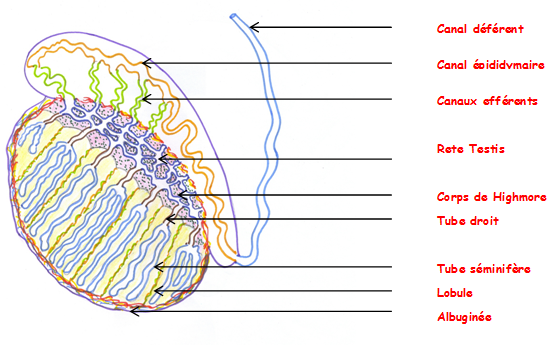 Canal déférent
Canal éoididvmaire
Canaux efférents
Rete Testis
Corps de Highmore
Tube droit
Tube séminifère
Lobule
Albuginée